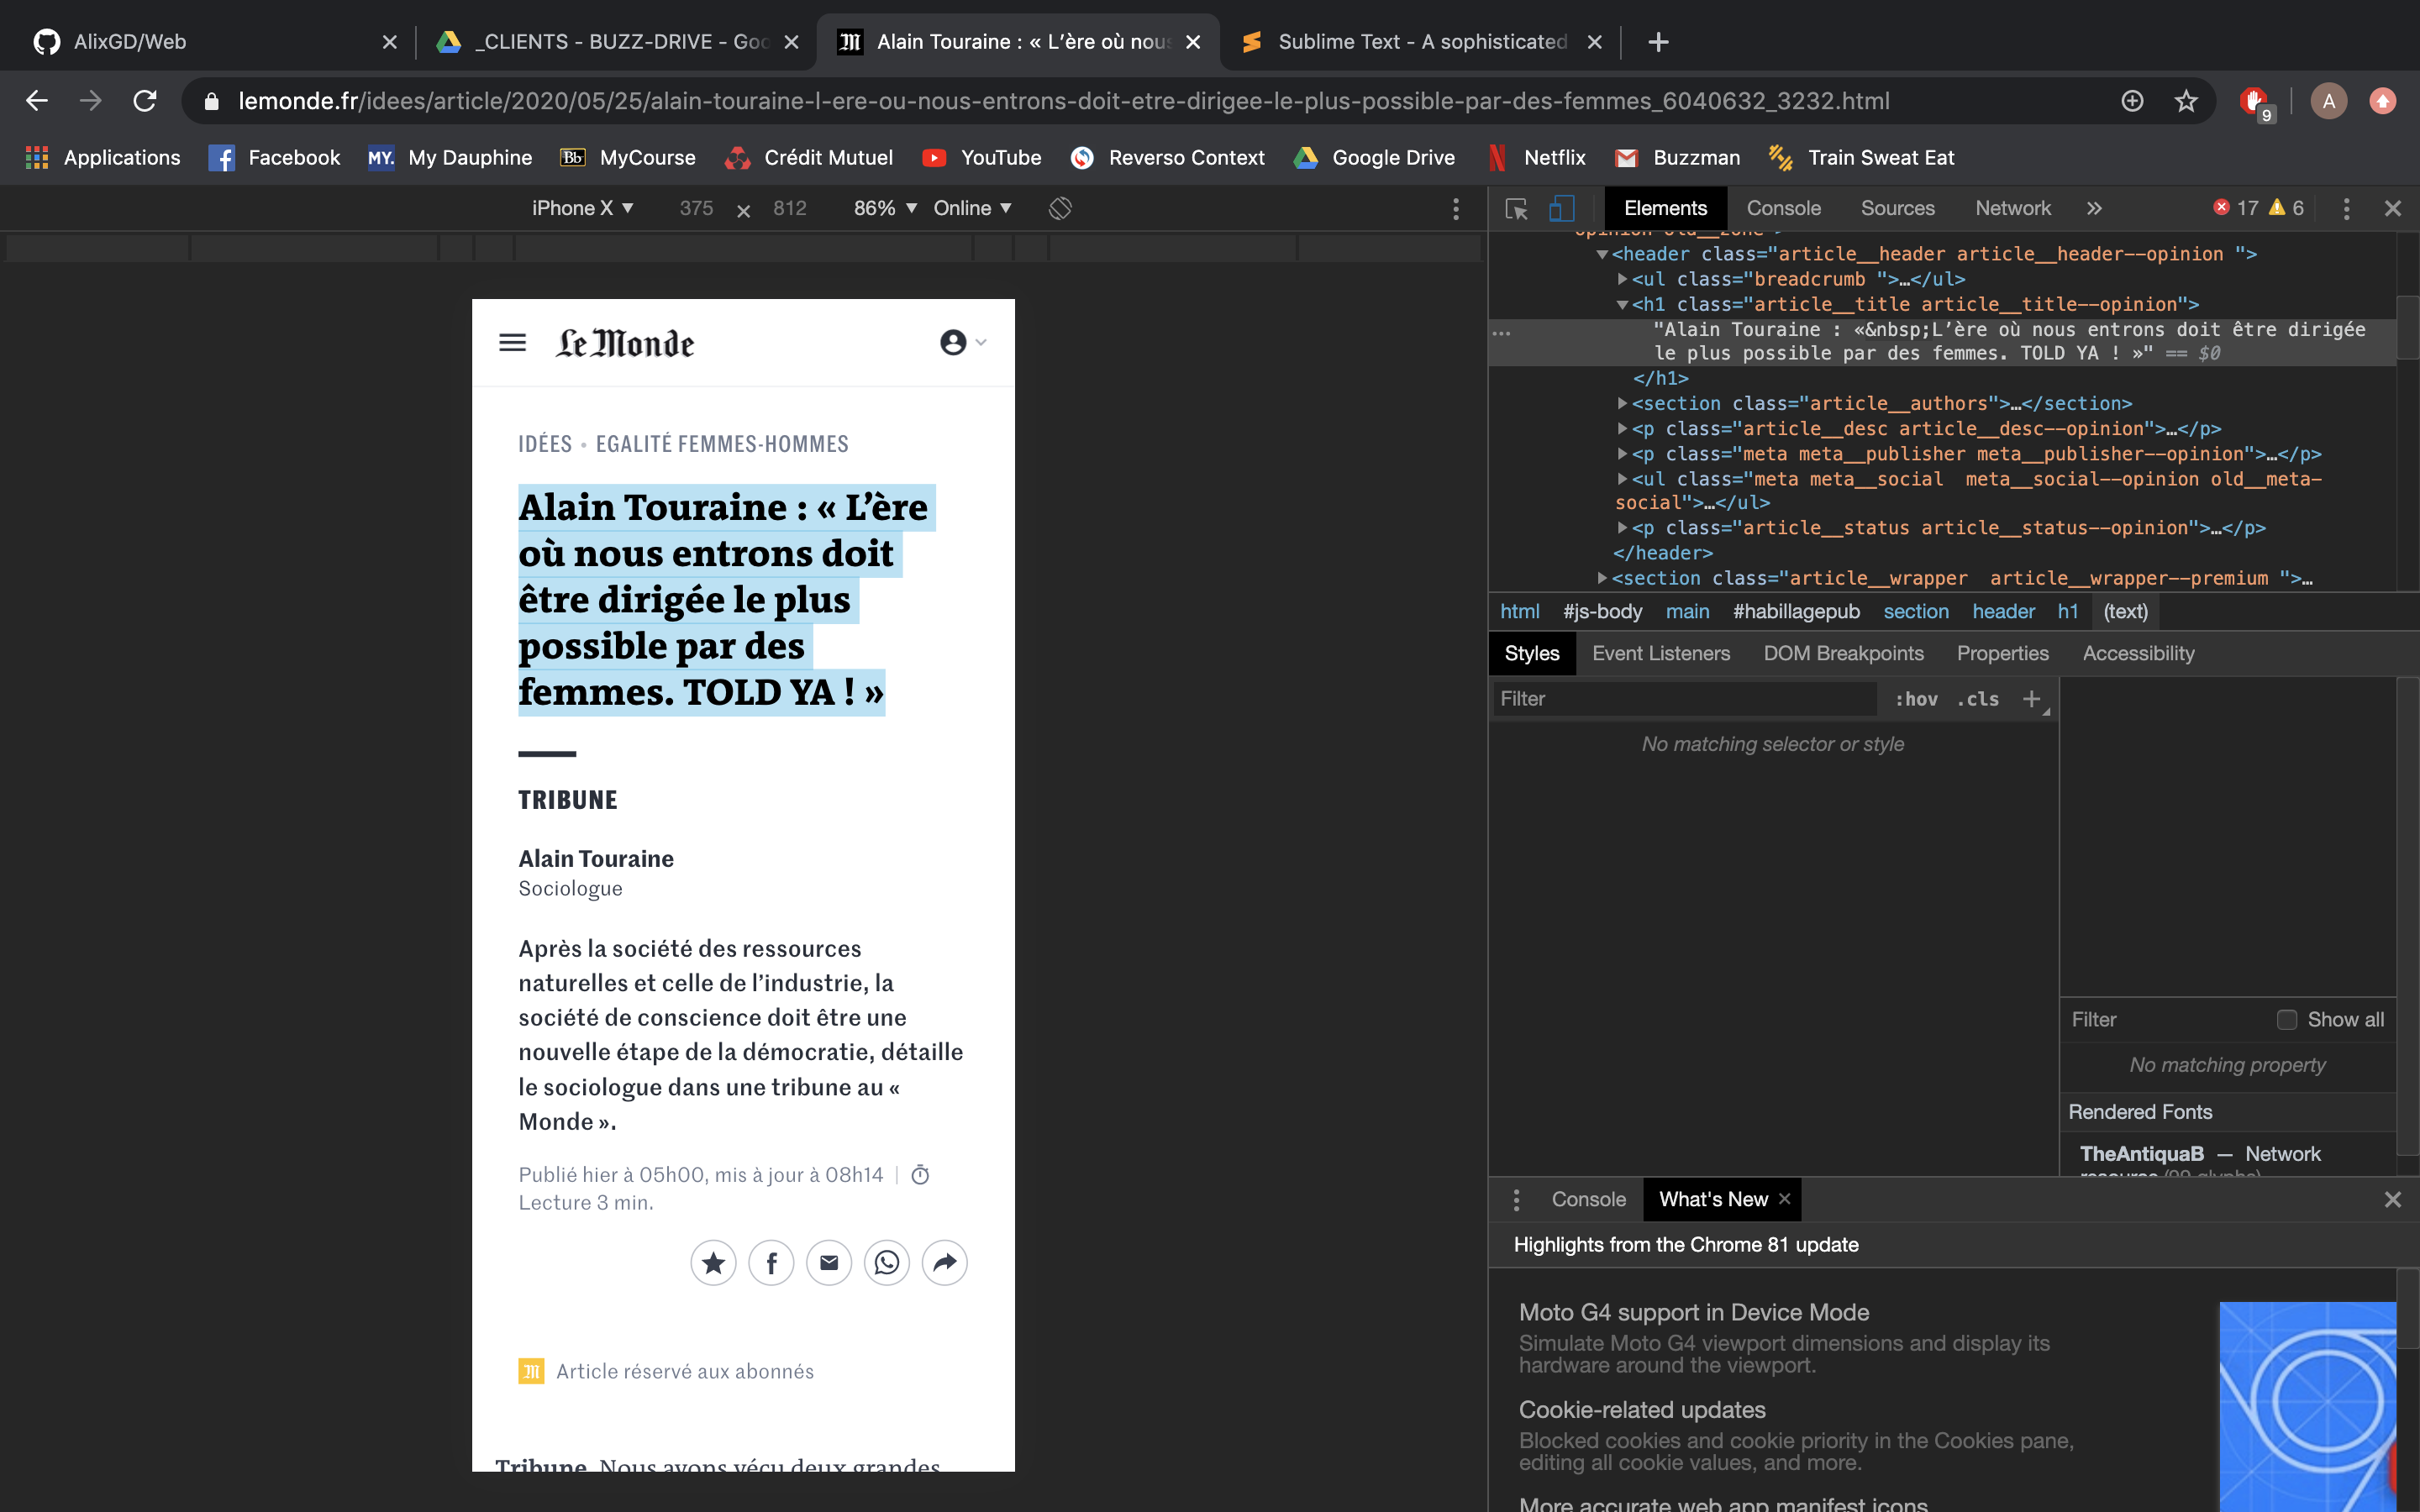 AlixGD/Web
_CLIENTS - BUZZ-DRIVE - Goo
Alain Touraine : « L'ère où nous
Sublime Text - A sophisticated
lemonde.fr/idees/article/2020/05/25/alain-touraine-l-ere-ou-nous-entrons-doit-etre-dirigee-le-plus-possible-par-des-femmes_6040632_3232.html
9
A
Applications
Facebook
MY. My Dauphine
Bb MyCourse
Crédit Mutuel
YouTube
Reverso Context
Google Drive
Netflix
Buzzman
Train Sweat Eat
iPhone X ▼ 375 × 812 86% ▼ Online ▼
Le Monde
IDÉES • EGALITÉ FEMMES-HOMMES
Alain Touraine : « L’ère
où nous entrons doit
être dirigée le plus
possible par des
femmes. TOLD YA ! »
TRIBUNE
Alain Touraine
Sociologue
Après la société des ressources
naturelles et celle de l’industrie, la
société de conscience doit être une
nouvelle étape de la démocratie, détaille
le sociologue dans une tribune au «
Monde ».
Publié hier à 05h00, mis à jour à 08h14 |
Lecture 3 min.
Article réservé aux abonnés
Tribune. Nous avons vécu deux grandes
Elements Console Sources Network » 17 6
opinion old__zone">
▼<header class="article__header article__header--opinion ">
▶<ul class="breadcrumb ">…</ul>
▼<h1 class="article__title article__title--opinion">
"Alain Touraine : «&nbsp;L’ère où nous entrons doit être dirigée
le plus possible par des femmes. TOLD YA ! »" == $0
</h1>
▶<section class="article__authors">…</section>
▶<p class="article__desc article__desc--opinion">…</p>
▶<p class="meta meta__publisher meta__publisher--opinion">…</p>
▶<ul class="meta meta__social  meta__social--opinion old__meta-
social">…</ul>
▶<p class="article__status article__status--opinion">…</p>
</header>
▶<section class="article__wrapper  article__wrapper--premium ">…
html #js-body main #habillagepub section header h1 (text)
Styles Event Listeners DOM Breakpoints Properties Accessibility
Filter :hov .cls +
No matching selector or style
Filter Show all
No matching property
Rendered Fonts
TheAntiquaB — Network
resource (99 glyphs)
Console What's New ×
Highlights from the Chrome 81 update
Moto G4 support in Device Mode
Simulate Moto G4 viewport dimensions and display its
hardware around the viewport.
Cookie-related updates
Blocked cookies and cookie priority in the Cookies pane,
editing all cookie values, and more.
More accurate web app manifest icons